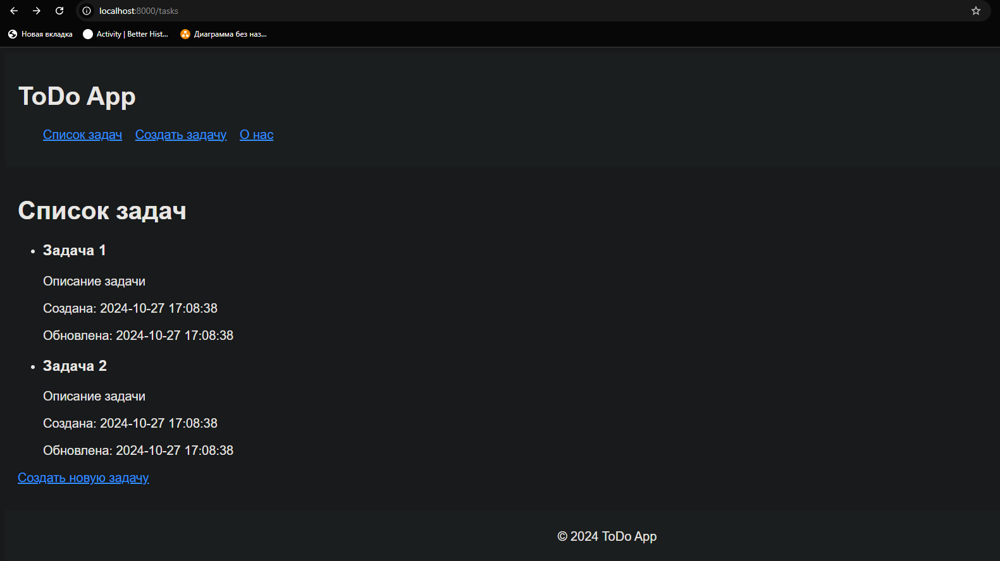 localhost:8000/tasks
Новая вкладка Activity | Better Hist... Диаграмма без наз...
ToDo App
Список задач Создать задачу О нас
Список задач
• Задача 1
Описание задачи
Создана: 2024-10-27 17:08:38
Обновлена: 2024-10-27 17:08:38
• Задача 2
Описание задачи
Создана: 2024-10-27 17:08:38
Обновлена: 2024-10-27 17:08:38
Создать новую задачу
© 2024 ToDo App